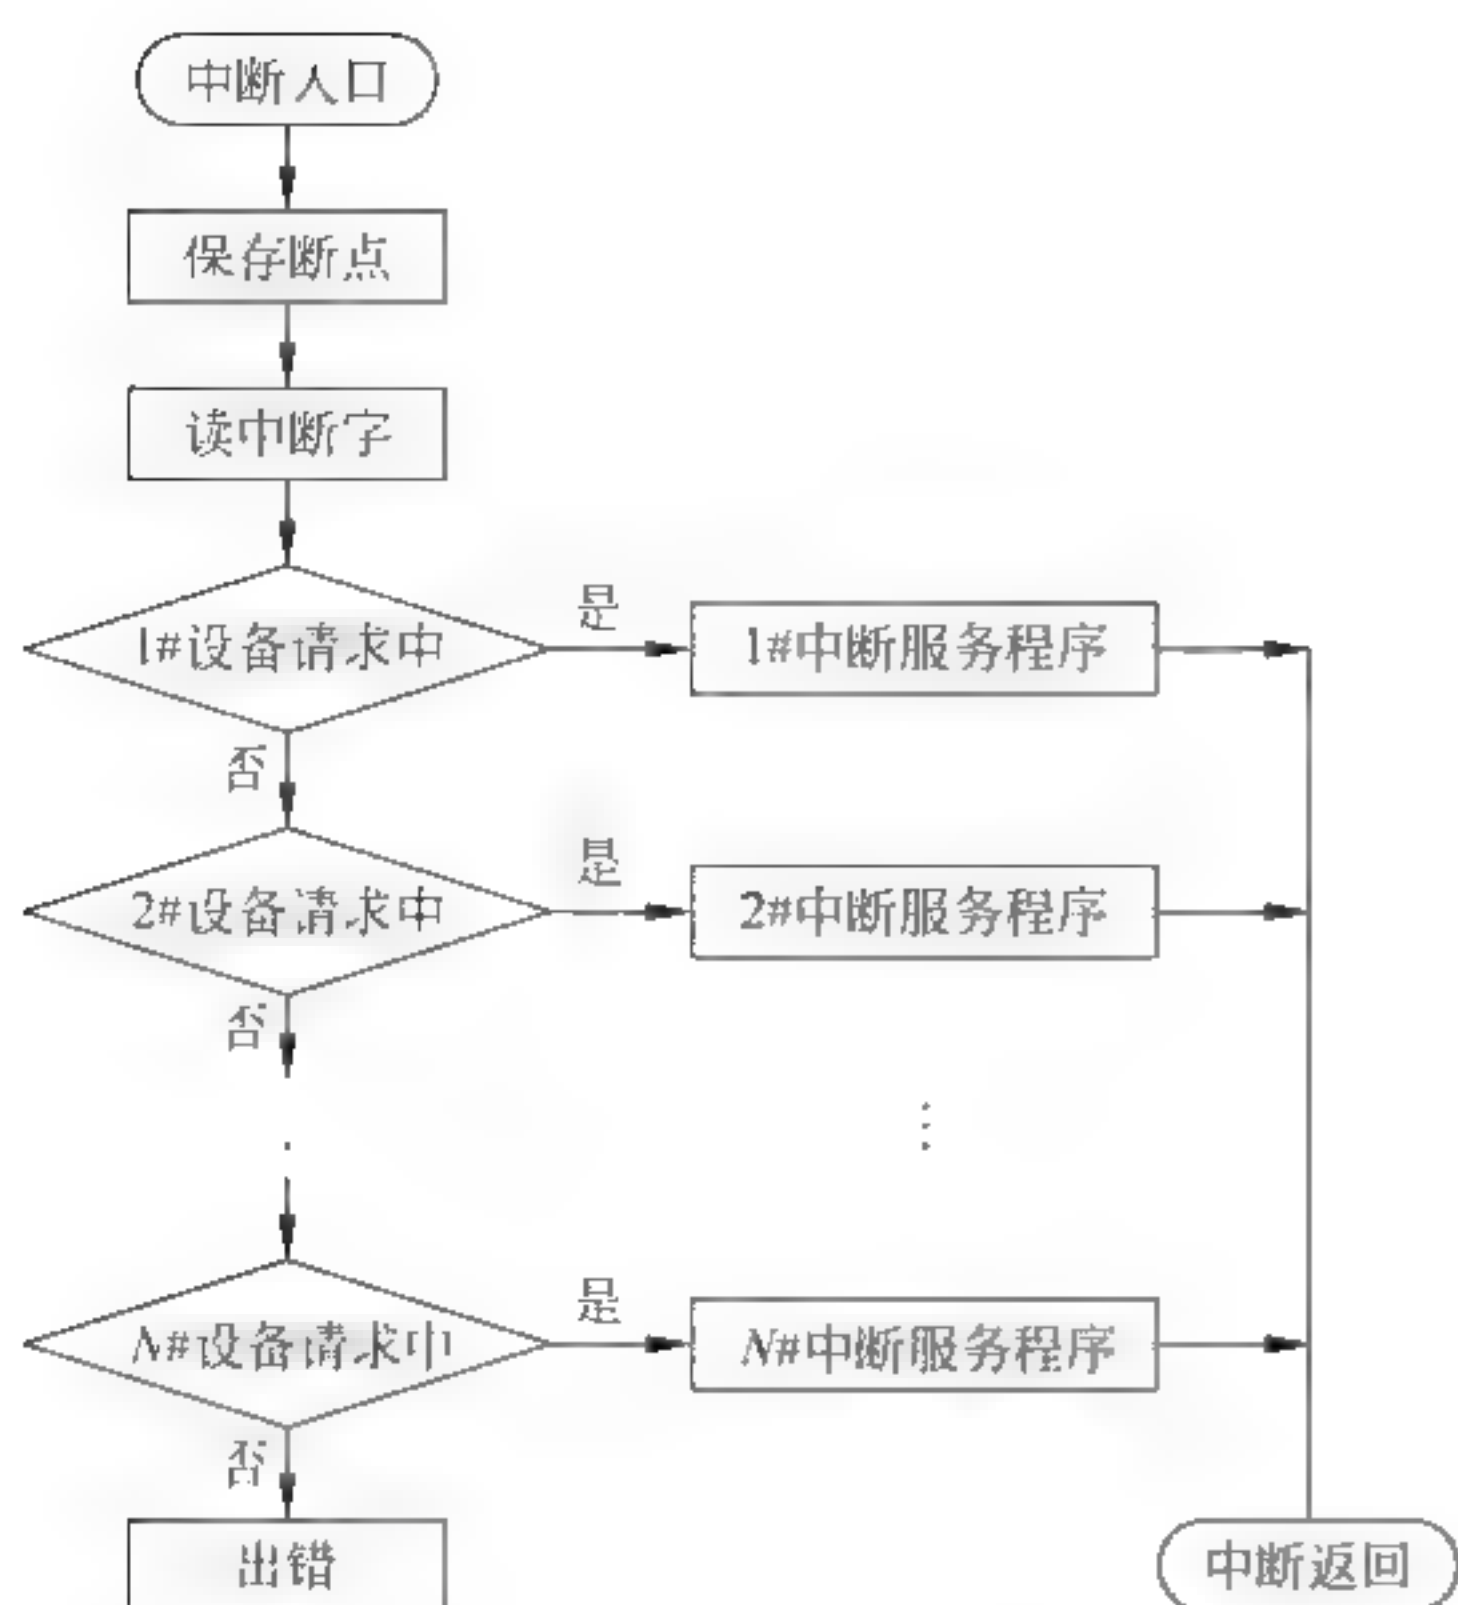 中断入口
保存断点
读中断字
1#设备请求中
是
1#中断服务程序
否
2#设备请求中
是
2#中断服务程序
否
⋮
N#设备请求中
是
N#中断服务程序
否
出错
中断返回